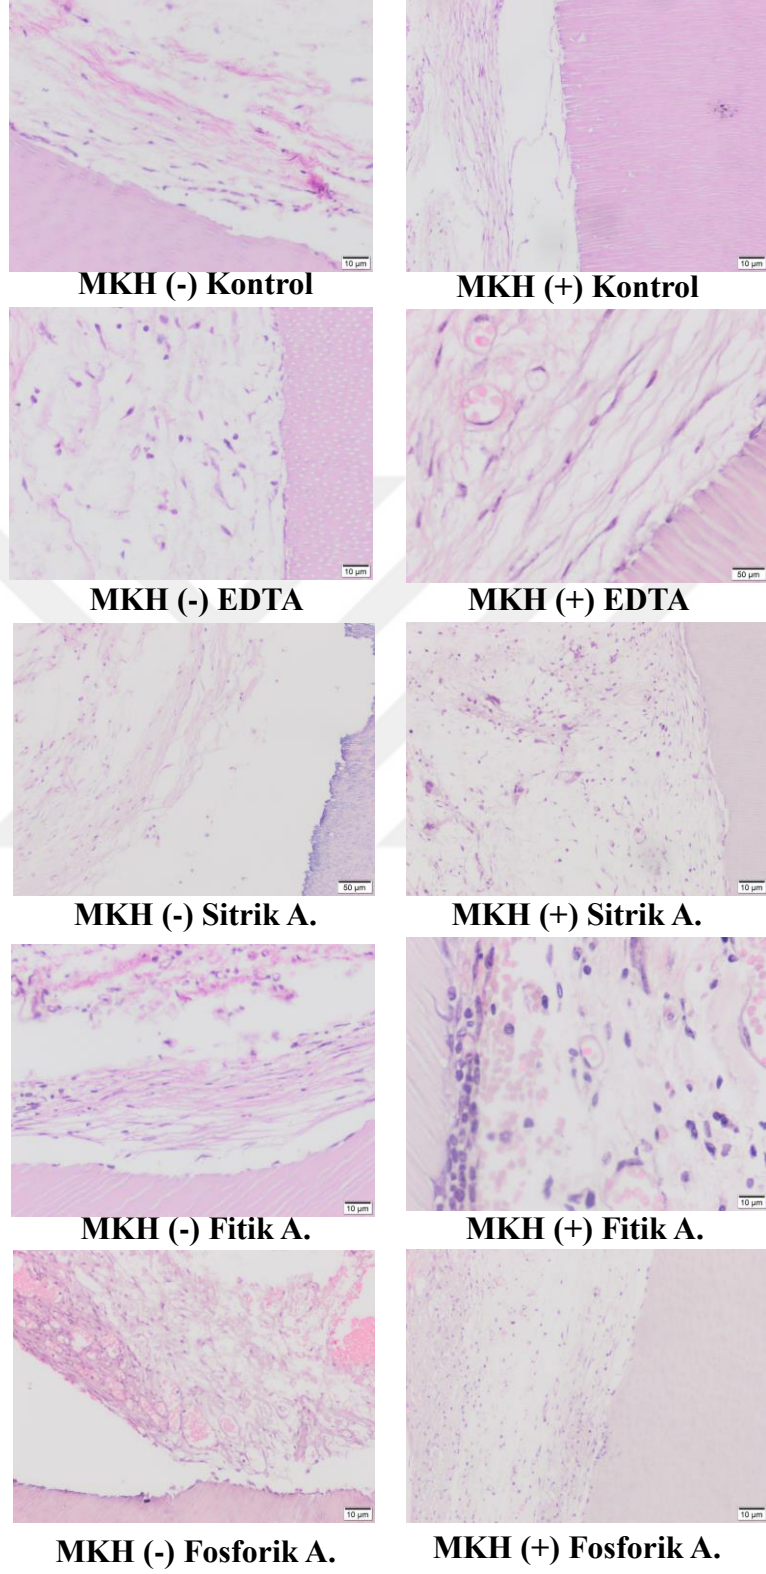 10 µm
10 µm
MKH (-) Kontrol
MKH (+) Kontrol
10 µm
50 µm
MKH (-) EDTA
MKH (+) EDTA
50 µm
10 µm
MKH (-) Sitrik A.
MKH (+) Sitrik A.
10 µm
10 µm
MKH (-) Fitik A.
MKH (+) Fitik A.
10 µm
10 µm
MKH (-) Fosforik A.
MKH (+) Fosforik A.